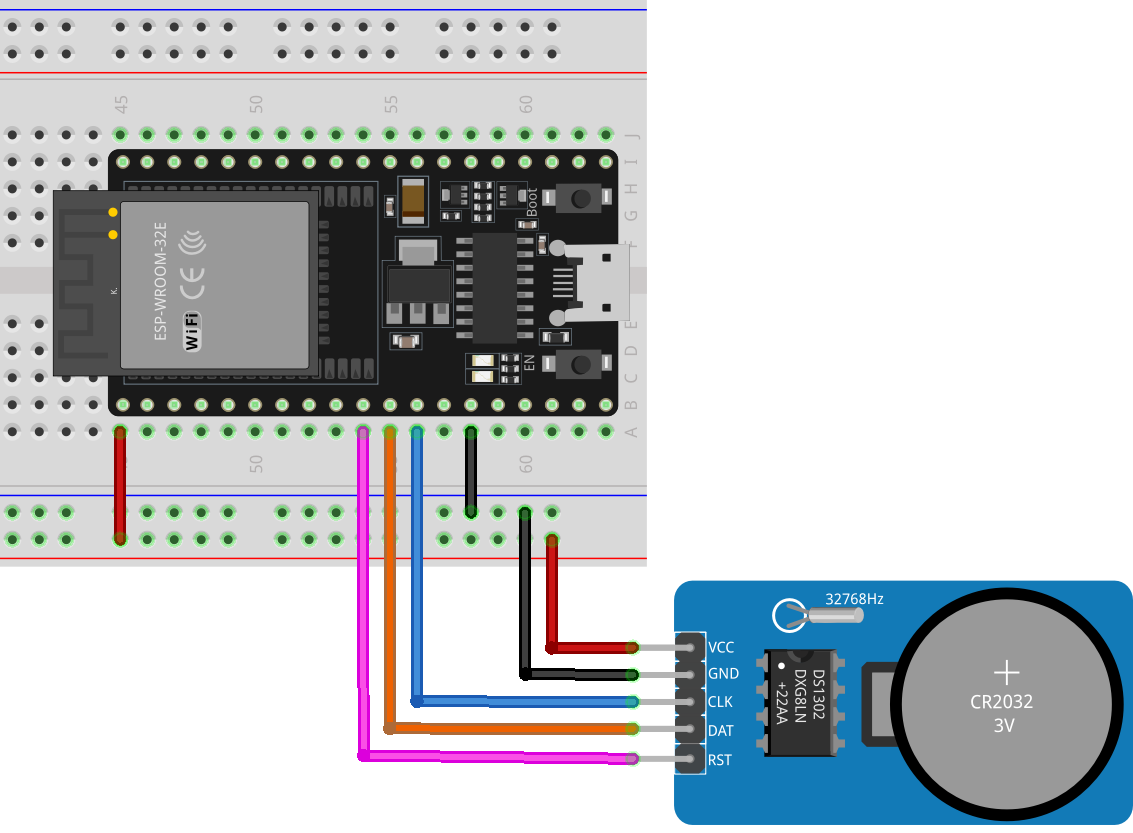 45
50
55
60
J
I
H
G
F
Boot
ESP-WROOM-32E
K.
CE
WiFi
E
D
C
B
A
EN
50
60
32768Hz
VCC
GND
CLK
DAT
RST
DS1302
DXG8LN
+22AA
CR2032
3V